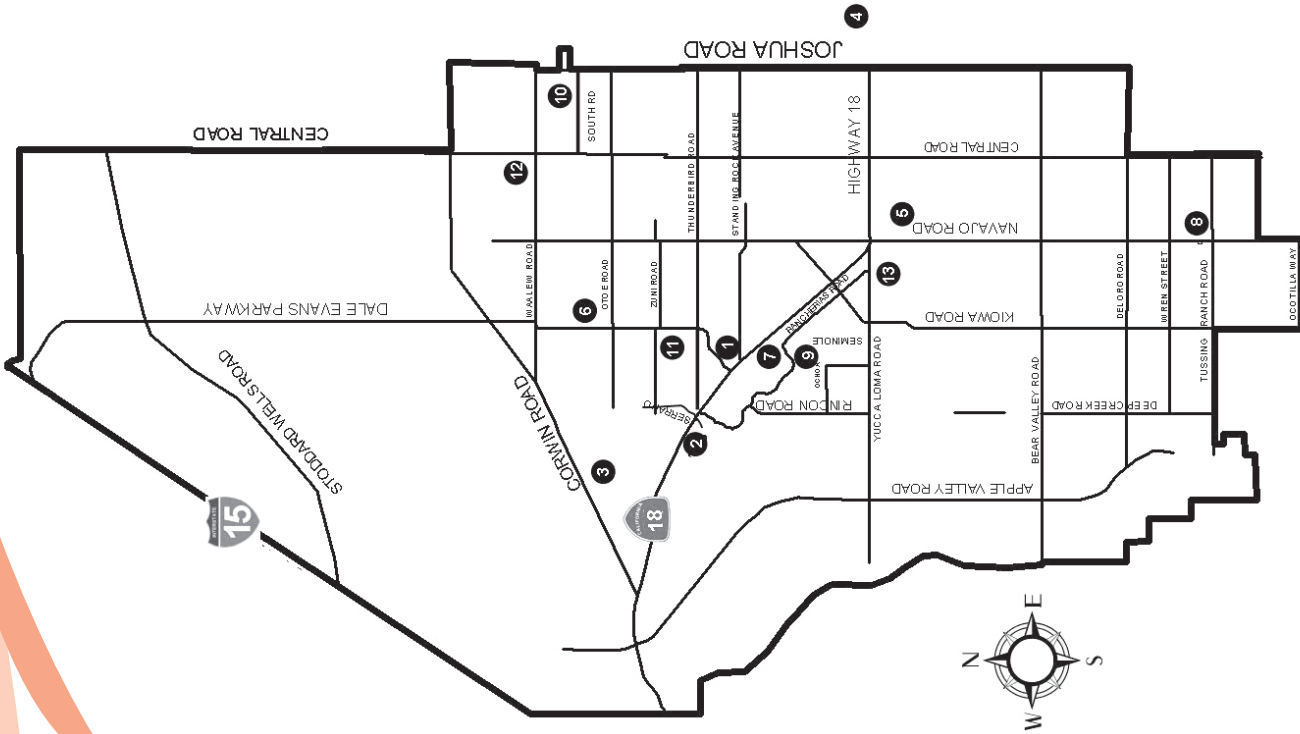 4
JOSHUA ROAD
10
SOUTH RD
CENTRAL ROAD
THUNDERBIRD ROAD
STANDING ROCK AVENUE
HIGHWAY 18
CENTRAL ROAD
12
5
NAVAJO ROAD
8
WAALEW ROAD
OTOE ROAD
ZUNI ROAD
13
RANCHERIAS ROAD
DELORO ROAD
WREN STREET
TUSSING RANCH ROAD
OCOTILLA WAY
DALE EVANS PARKWAY
6
KIOWA ROAD
11
1
7
9
SEMINOLE
OCHOA
YUCCA LOMA ROAD
STODDARD WELLS ROAD
CORWIN ROAD
SERRANO
RINCON ROAD
BEAR VALLEY ROAD
DEEP CREEK ROAD
2
3
APPLE VALLEY ROAD
INTERSTATE
15
CALIFORNIA
18
N
E
S
W